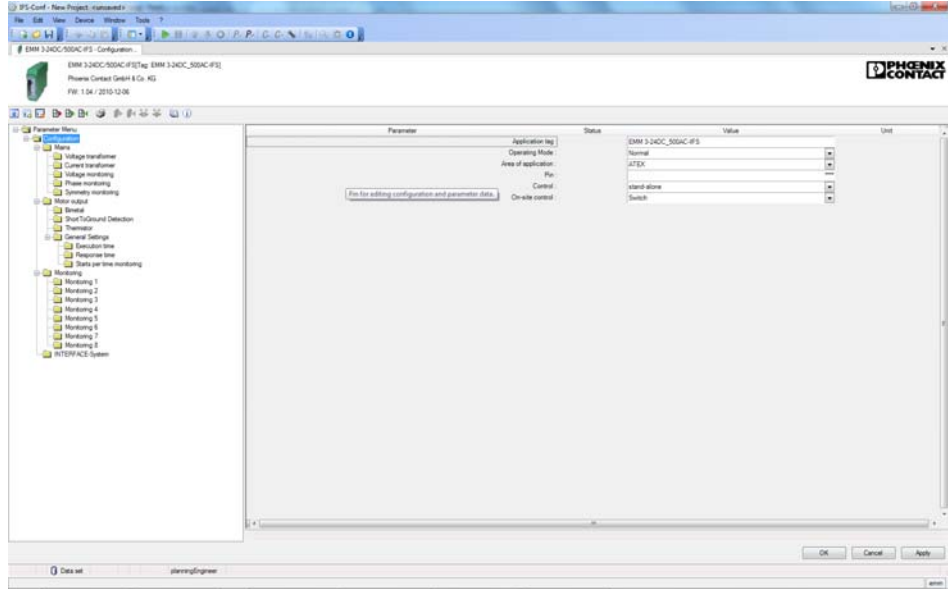 IFS-Conf - New Project <unsaved>
File Edit View Device Window Tools ?
EMM 3-24DC/500AC-IFS - Configuration...
EMM 3-24DC/500AC-IFS[Tag: EMM 3-24DC_500AC-IFS]
Phoenix Contact GmbH & Co. KG
FW: 1.04 / 2010-12-06
PHŒNIX
CONTACT
Parameter Menu
Configuration
Mains
Voltage transformer
Current transformer
Voltage monitoring
Phase monitoring
Symmetry monitoring
Motor output
Bimetal
ShortToGround Detection
Thermistor
General Settings
Execution time
Response time
Starts per time monitoring
Monitoring
Monitoring 1
Monitoring 2
Monitoring 3
Monitoring 4
Monitoring 5
Monitoring 6
Monitoring 7
Monitoring 8
INTERFACE-System
Parameter Status Value Unit
Application tag : EMM 3-24DC_500AC-IFS
Operating Mode : Normal
Area of application : ATEX
Pin : ****
Control : stand-alone
On-site control : Switch
Pin for editing configuration and parameter data.
OK Cancel Apply
Data set planningEngineer